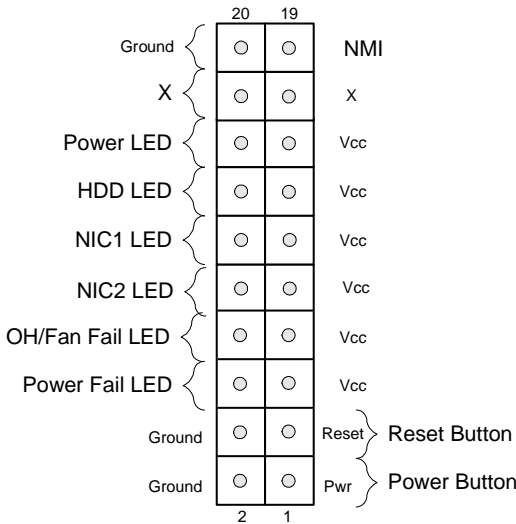 20 19
Ground NMI
X X
Power LED Vcc
HDD LED Vcc
NIC1 LED Vcc
NIC2 LED Vcc
OH/Fan Fail LED Vcc
Power Fail LED Vcc
Ground Reset Reset Button
Ground Pwr Power Button
2 1